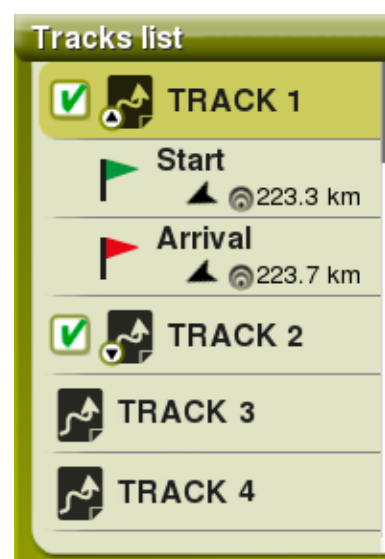 Tracks list
TRACK 1
Start
223.3 km
Arrival
223.7 km
TRACK 2
TRACK 3
TRACK 4